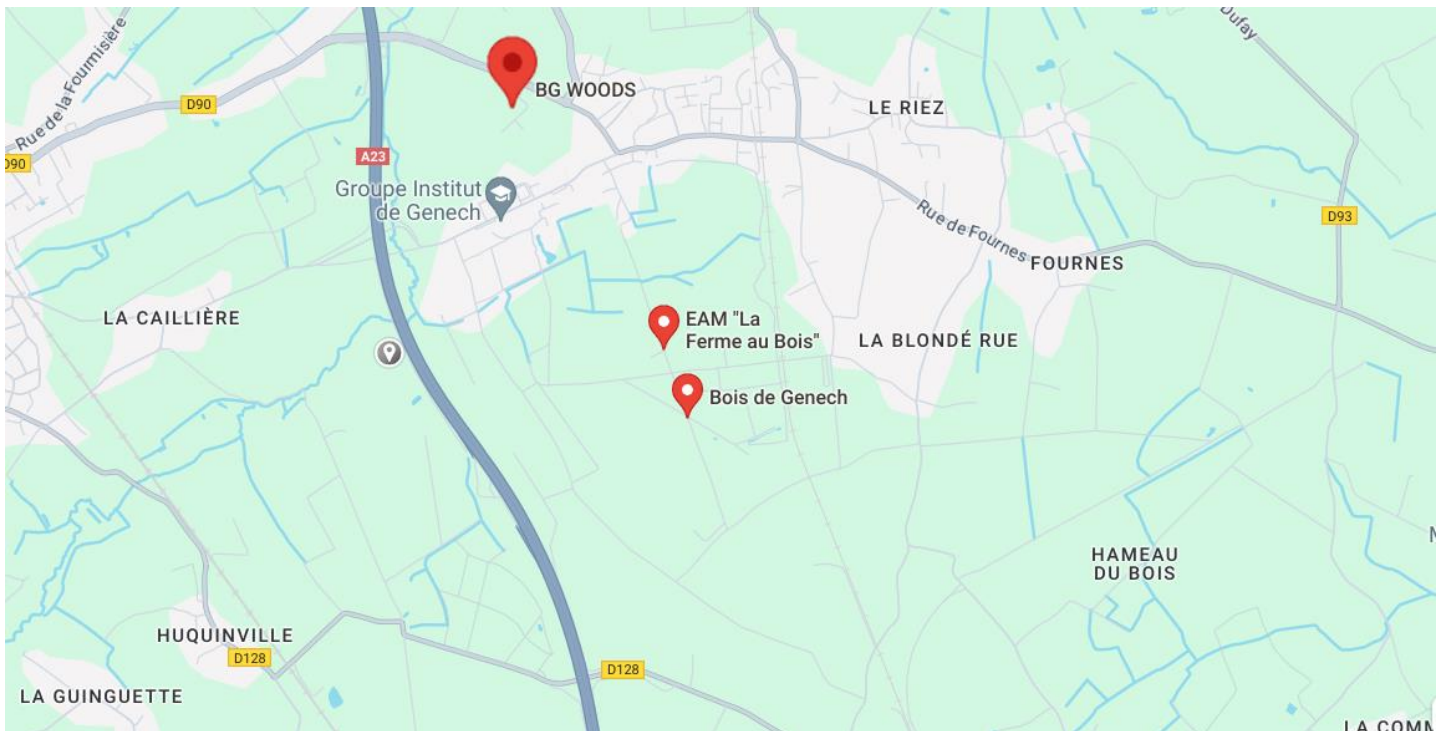 Rue de la Fourmisière
Dufay
BG WOODS
D90
LE RIEZ
D90
A23
Groupe Institut
de Genech
D93
Rue de Fournes
FOURNES
LA CAILLIÈRE
EAM "La
Ferme au Bois"
LA BLONDÉ RUE
Bois de Genech
HAMEAU
DU BOIS
HUQUINVILLE
D128
D128
LA GUINGUETTE
LA COMM